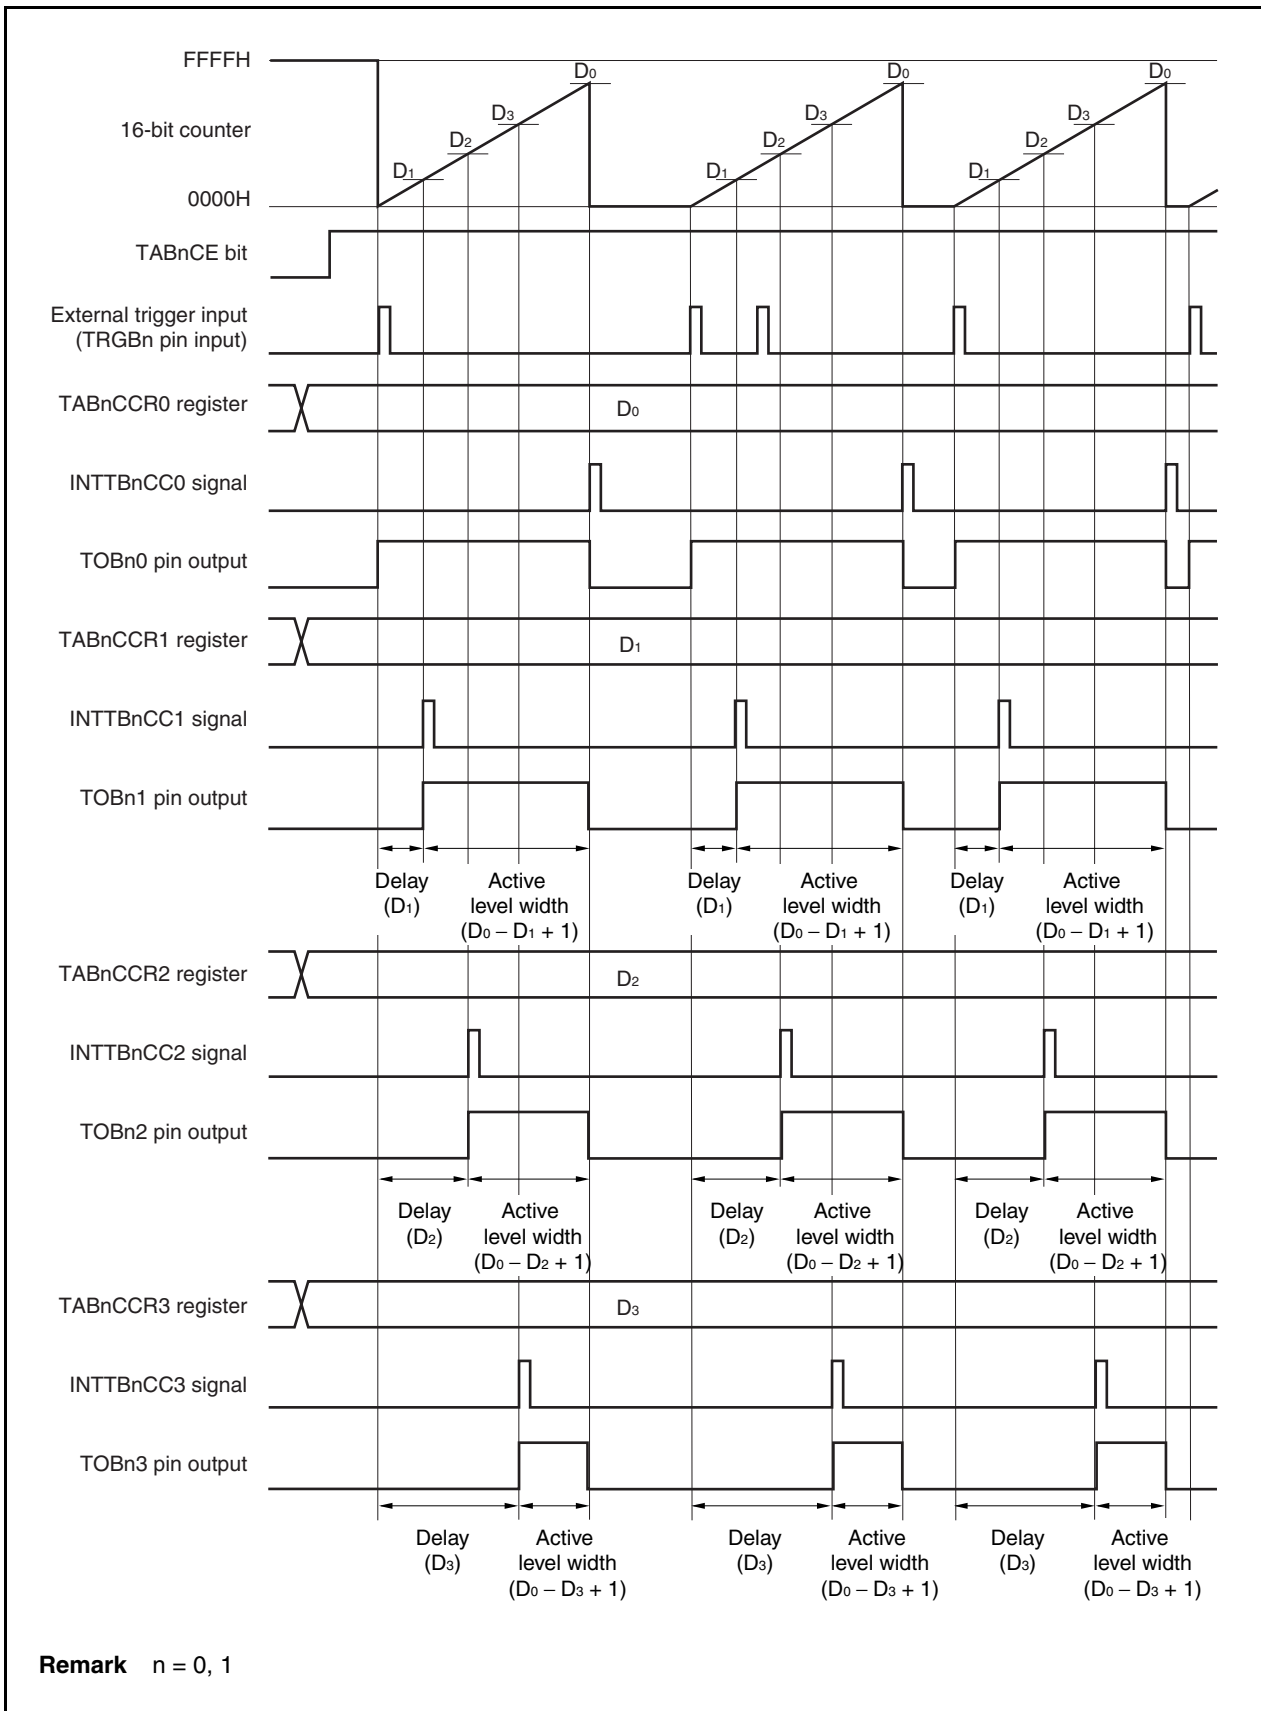 FFFFH
D0 D0 D0
D3 D3 D3
16-bit counter
D2 D2 D2
D1 D1 D1
0000H
TABnCE bit
External trigger input
(TRGBn pin input)
TABnCCR0 register D0
INTTBnCC0 signal
TOBn0 pin output
TABnCCR1 register D1
INTTBnCC1 signal
TOBn1 pin output
Delay Active Delay Active Delay Active
(D1) level width (D1) level width (D1) level width
(D0 – D1 + 1) (D0 – D1 + 1) (D0 – D1 + 1)
TABnCCR2 register D2
INTTBnCC2 signal
TOBn2 pin output
Delay Active Delay Active Delay Active
(D2) level width (D2) level width (D2) level width
(D0 – D2 + 1) (D0 – D2 + 1) (D0 – D2 + 1)
TABnCCR3 register D3
INTTBnCC3 signal
TOBn3 pin output
Delay Active Delay Active Delay Active
(D3) level width (D3) level width (D3) level width
(D0 – D3 + 1) (D0 – D3 + 1) (D0 – D3 + 1)
Remark n = 0, 1